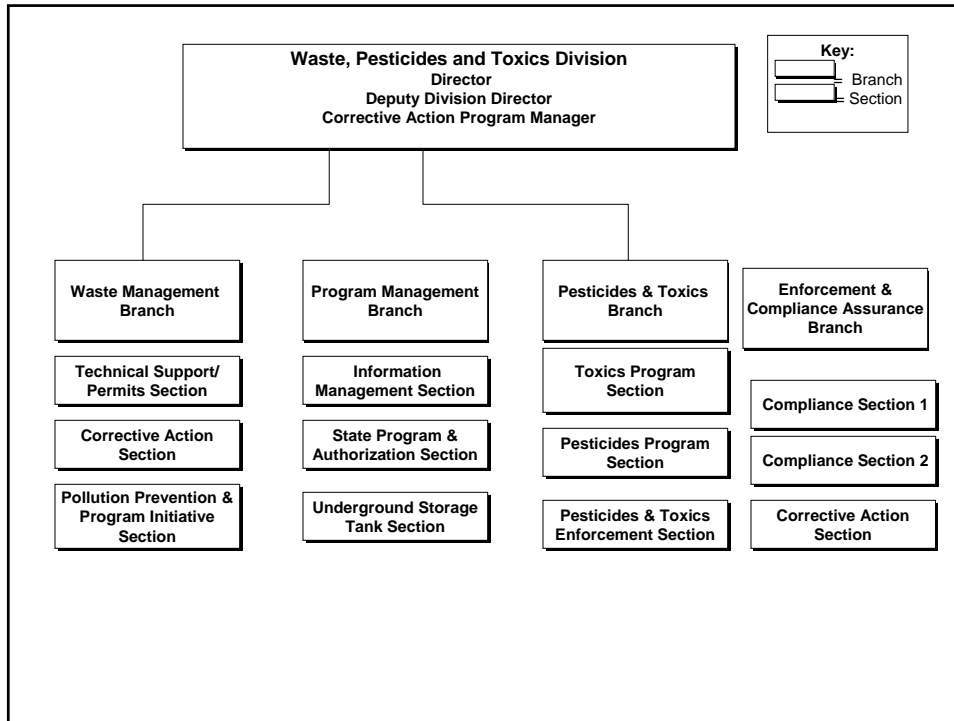 Waste, Pesticides and Toxics Division
Director
Deputy Division Director
Corrective Action Program Manager
Key:
= Branch
= Section
Waste Management
Branch
Technical Support/
Permits Section
Corrective Action
Section
Pollution Prevention &
Program Initiative
Section
Program Management
Branch
Information
Management Section
State Program &
Authorization Section
Underground Storage
Tank Section
Pesticides & Toxics
Branch
Toxics Program
Section
Pesticides Program
Section
Pesticides & Toxics
Enforcement Section
Enforcement &
Compliance Assurance
Branch
Compliance Section 1
Compliance Section 2
Corrective Action
Section